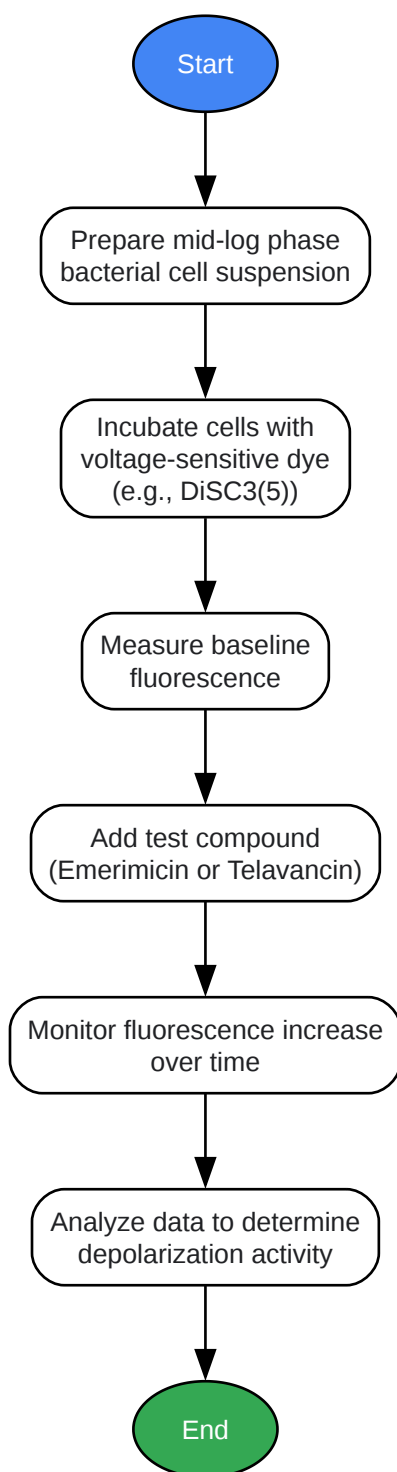 Start
Prepare mid-log phase
bacterial cell suspension
Incubate cells with
voltage-sensitive dye
(e.g., DiSC3(5))
Measure baseline
fluorescence
Add test compound
(Emerimicin or Telavancin)
Monitor fluorescence increase
over time
Analyze data to determine
depolarization activity
End